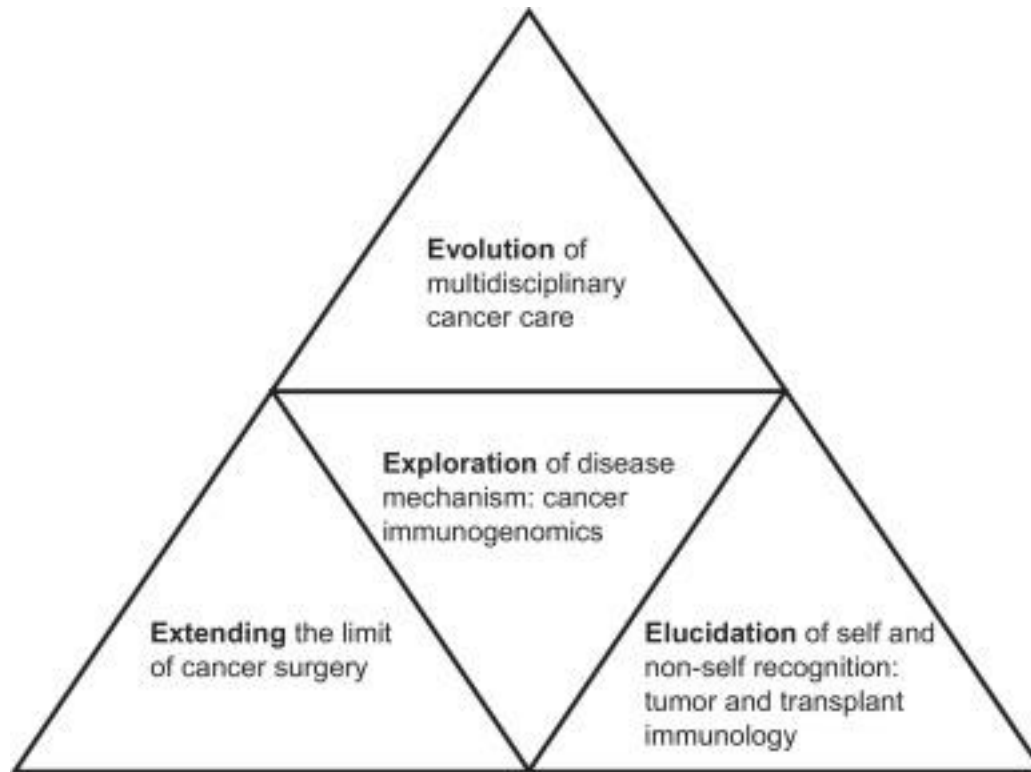 Evolution of
multidisciplinary
cancer care
Exploration of disease
mechanism: cancer
immunogenomics
Extending the limit
of cancer surgery
Elucidation of self and
non-self recognition:
tumor and transplant
immunology